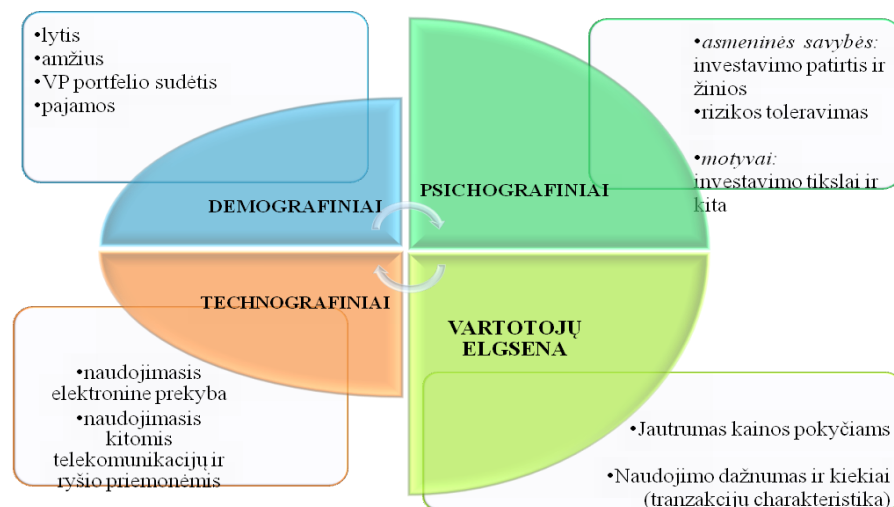 •lytis
•amžius
•VP portfelio sudėtis
•pajamos
•asmeninės savybės:
investavimo patirtis ir
žinios
•rizikos toleravimas
•motyvai:
investavimo tikslai ir
kita
DEMOGRAFINIAI
PSICHOGRAFINIAI
TECHNOGRAFINIAI
VARTOTOJŲ
ELGSENA
•naudojimasis
elektronine prekyba
•naudojimasis
kitomis
telekomunikacijų ir
ryšio priemonėmis
•Jautrumas kainos pokyčiams
•Naudojimo dažnumas ir kiekiai
(tranzakcijų charakteristika)